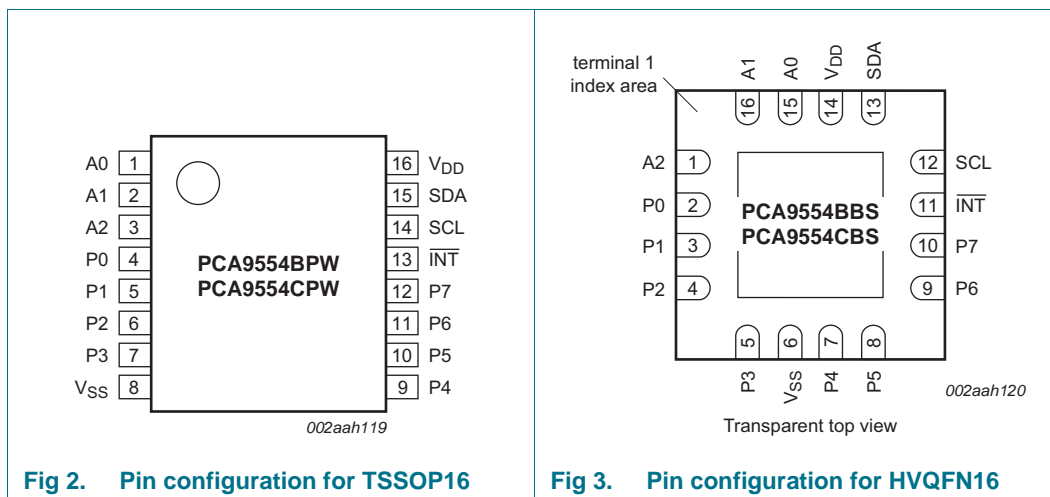 A0 1
A1 2
A2 3
P0 4
P1 5
P2 6
P3 7
VSS 8
PCA9554BPW
PCA9554CPW
16 VDD
15 SDA
14 SCL
13 INT
12 P7
11 P6
10 P5
9 P4
002aah119
Fig 2. Pin configuration for TSSOP16
terminal 1
index area
A1 A0 VDD SDA
16 15 14 13
A2 1
P0 2
P1 3
P2 4
PCA9554BBS
PCA9554CBS
12 SCL
11 INT
10 P7
9 P6
5 6 7 8
P3 VSS P4 P5
002aah120
Transparent top view
Fig 3. Pin configuration for HVQFN16